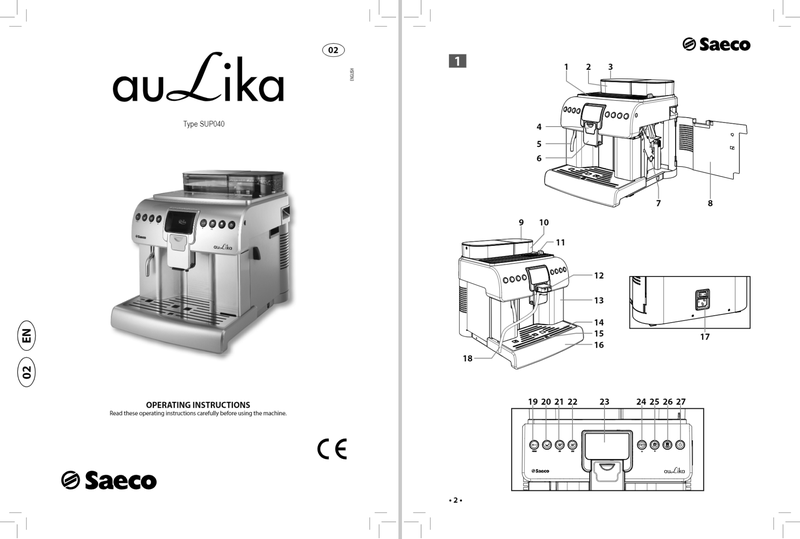 02
ENGLISH
auLika
Type SUP040
Saeco
auLika
EN
02
OPERATING INSTRUCTIONS
Read these operating instructions carefully before using the machine.
CE
Saeco
Saeco
1
1 2 3
4
5
6
7 8
9 10
11
12
13
14
15
16
18
17
19 20 21 22 23 24 25 26 27
Saeco
auLika
• 2 •